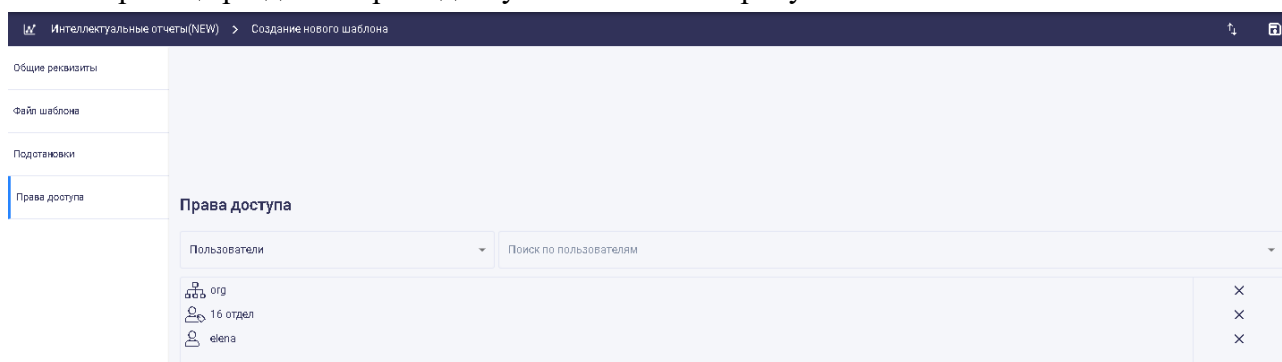 Интеллектуальные отчеты(NEW) > Создание нового шаблона
Общие реквизиты
Файл шаблона
Подстановки
Права доступа
Права доступа
Пользователи
Поиск по пользователям
org
16 отдел
elena